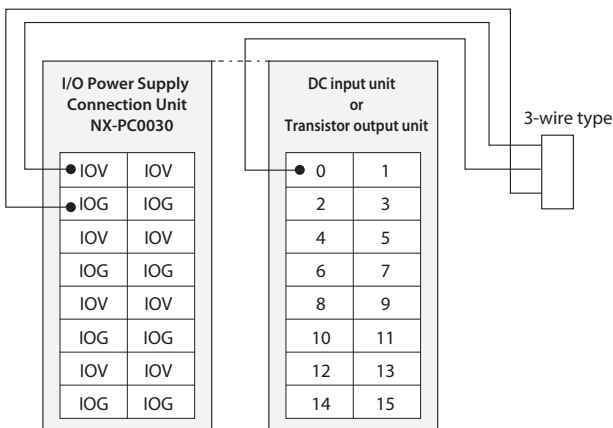 I/O Power Supply
Connection Unit
NX-PC0030
IOV IOV
IOG IOG
IOV IOV
IOG IOG
IOV IOV
IOG IOG
IOV IOV
IOG IOG
DC input unit
or
Transistor output unit
0 1
2 3
4 5
6 7
8 9
10 11
12 13
14 15
3-wire type